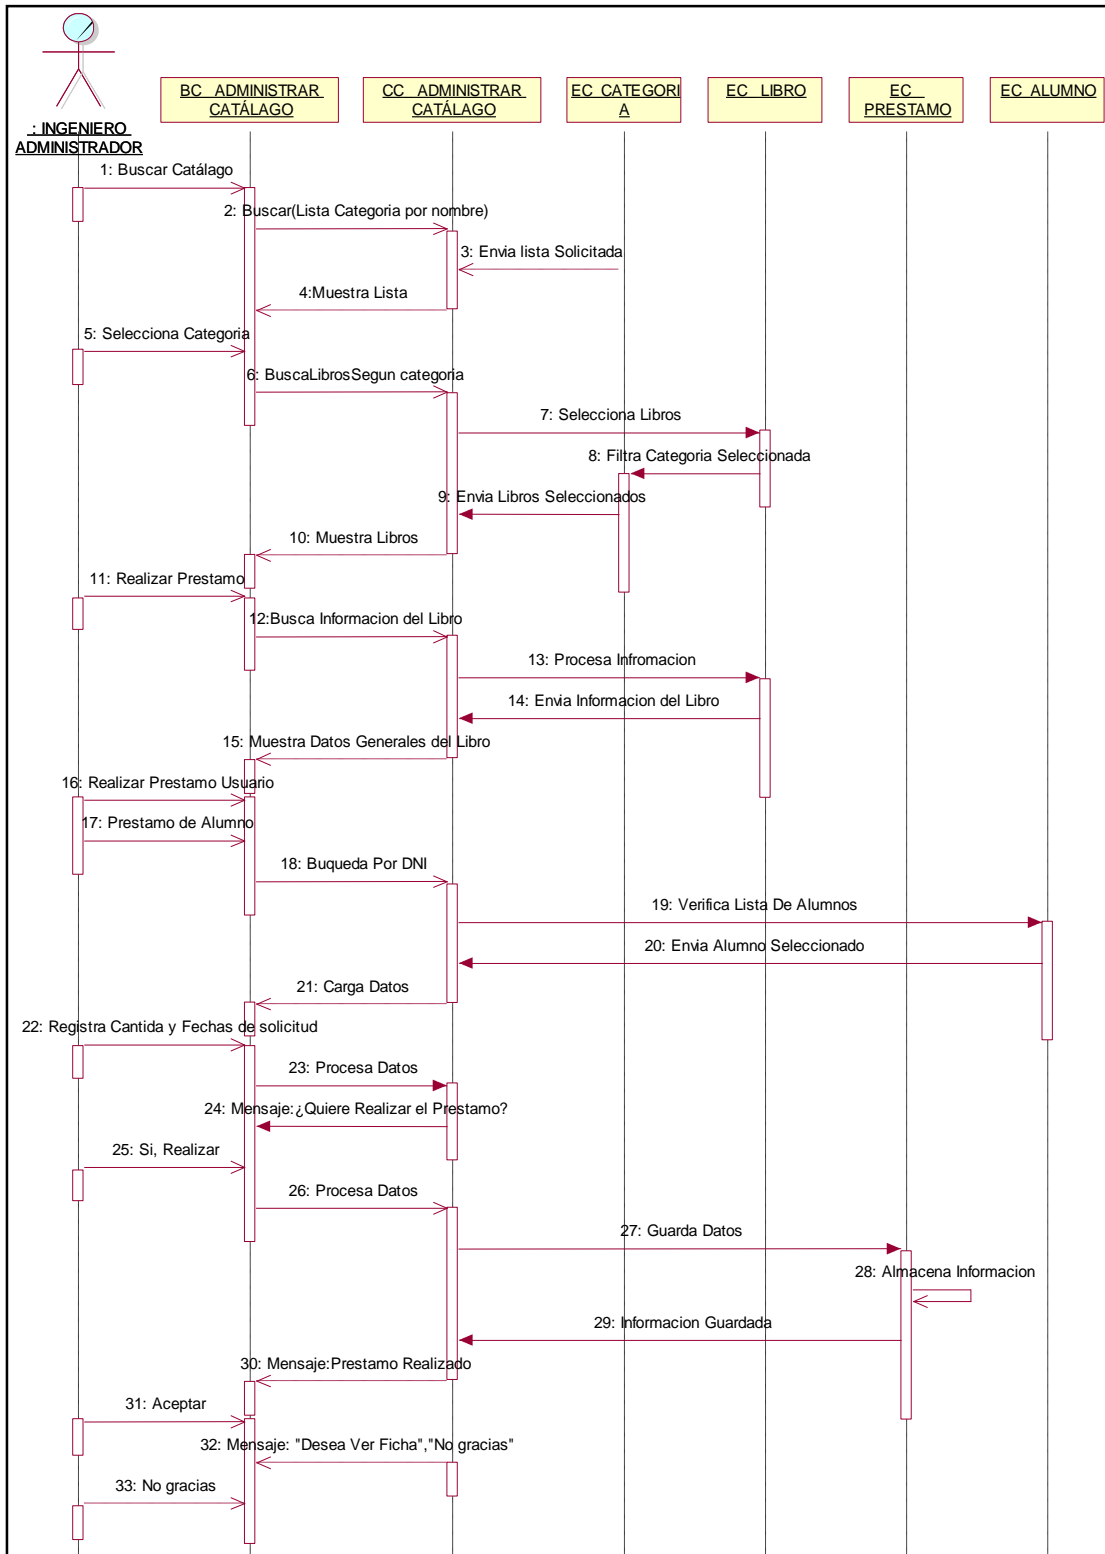 : INGENIERO
ADMINISTRADOR
BC_ ADMINISTRAR
CATÁLAGO
CC_ ADMINISTRAR
CATÁLAGO
EC_CATEGORI
A
EC_ LIBRO
EC_
PRESTAMO
EC_ALUMNO
1: Buscar Catálago
2: Buscar(Lista Categoria por nombre)
3: Envia lista Solicitada
4:Muestra Lista
5: Selecciona Categoria
6: BuscaLibrosSegun categoria
7: Selecciona Libros
8: Filtra Categoria Seleccionada
9: Envia Libros Seleccionados
10: Muestra Libros
11: Realizar Prestamo
12:Busca Informacion del Libro
13: Procesa Infromacion
14: Envia Informacion del Libro
15: Muestra Datos Generales del Libro
16: Realizar Prestamo Usuario
17: Prestamo de Alumno
18: Buqueda Por DNI
19: Verifica Lista De Alumnos
20: Envia Alumno Seleccionado
21: Carga Datos
22: Registra Cantida y Fechas de solicitud
23: Procesa Datos
24: Mensaje:¿Quiere Realizar el Prestamo?
25: Si, Realizar
26: Procesa Datos
27: Guarda Datos
28: Almacena Informacion
29: Informacion Guardada
30: Mensaje:Prestamo Realizado
31: Aceptar
32: Mensaje: "Desea Ver Ficha","No gracias"
33: No gracias